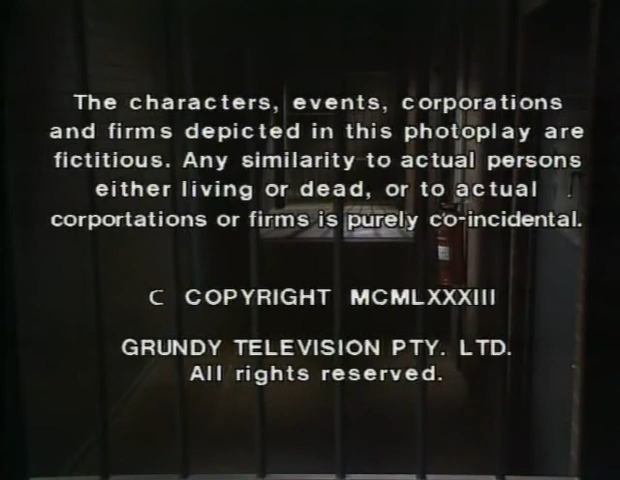 The characters, events, corporations
and firms depicted in this photoplay are
fictitious. Any similarity to actual persons
either living or dead, or to actual
corportations or firms is purely co-incidental.
C COPYRIGHT MCMLXXXIII
GRUNDY TELEVISION PTY. LTD.
All rights reserved.